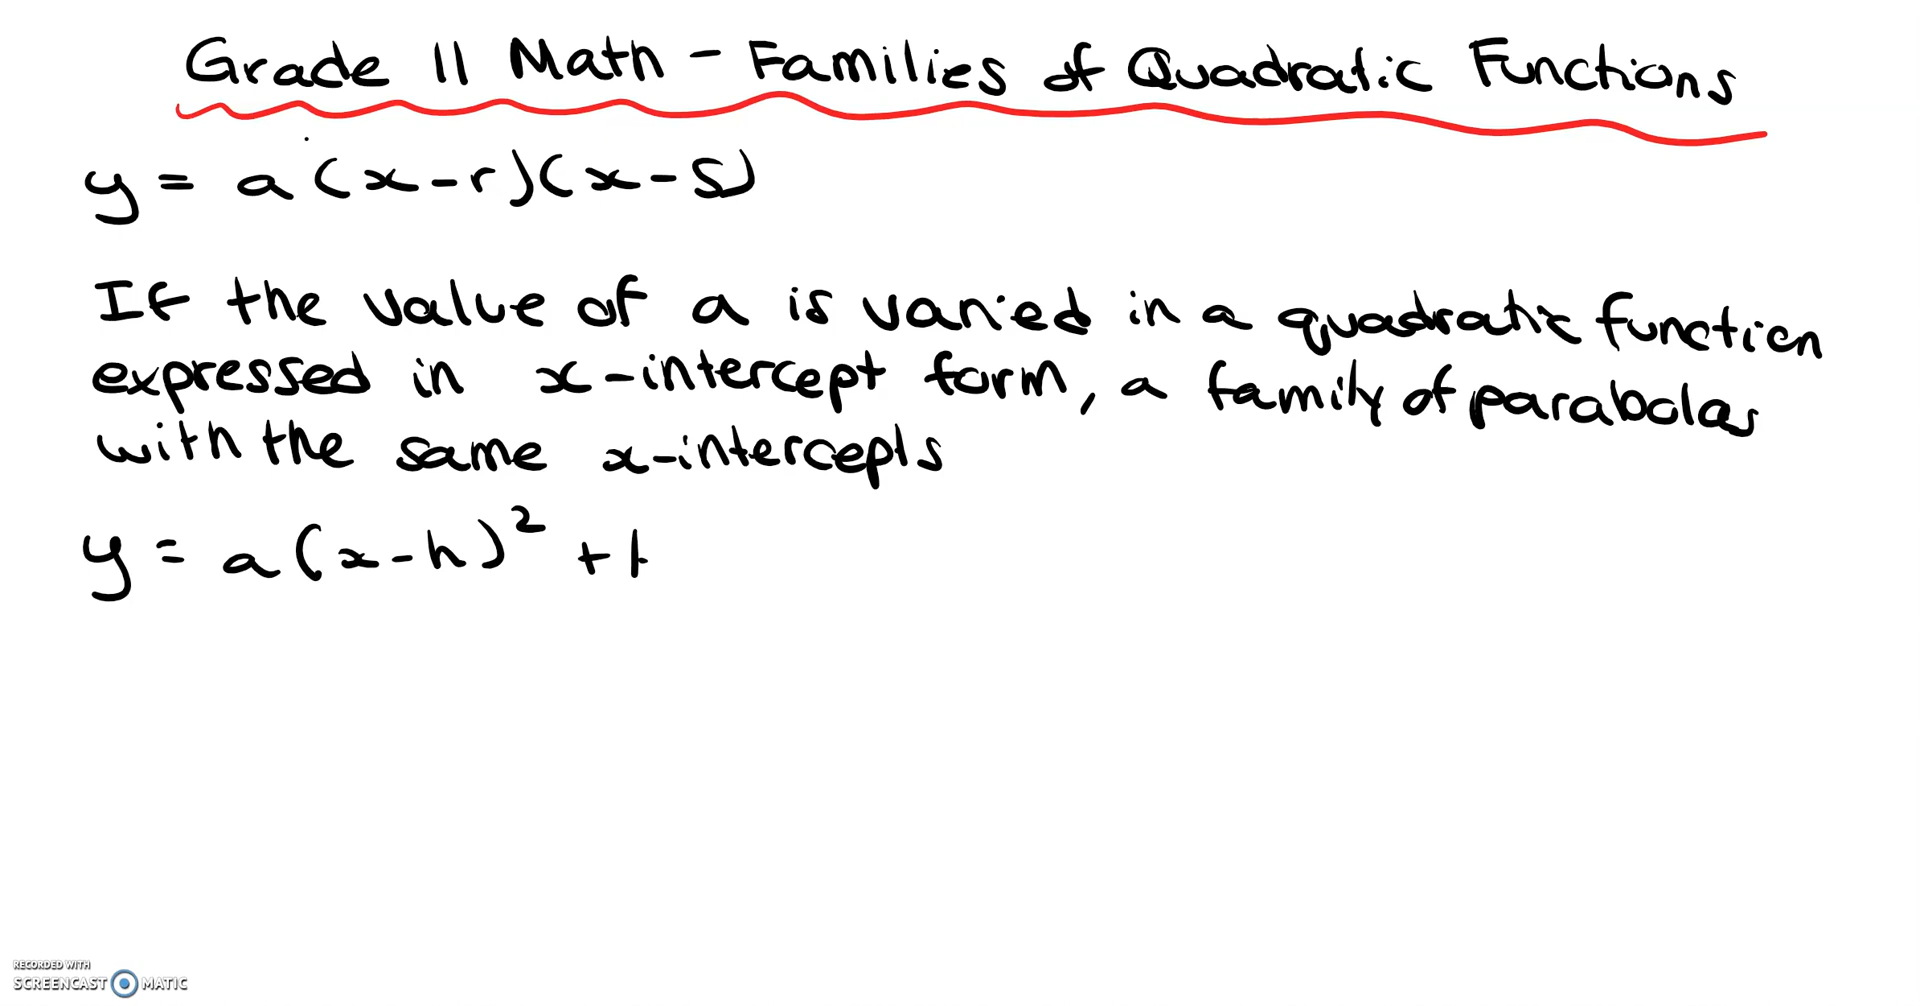 Grade 11 Math - Families of Quadratic Functions
y = a(x-r)(x-s)
If the value of a is varied in a quadratic function
expressed in x-intercept form, a family of parabolas
with the same x-intercepts
y = a(x-h)² +
RECORDED WITH
SCREENCAST MATIC